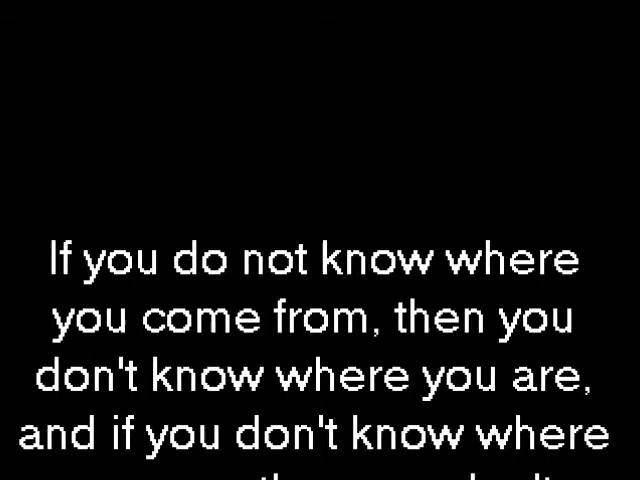 If you do not know where
you come from, then you
don't know where you are,
and if you don't know where